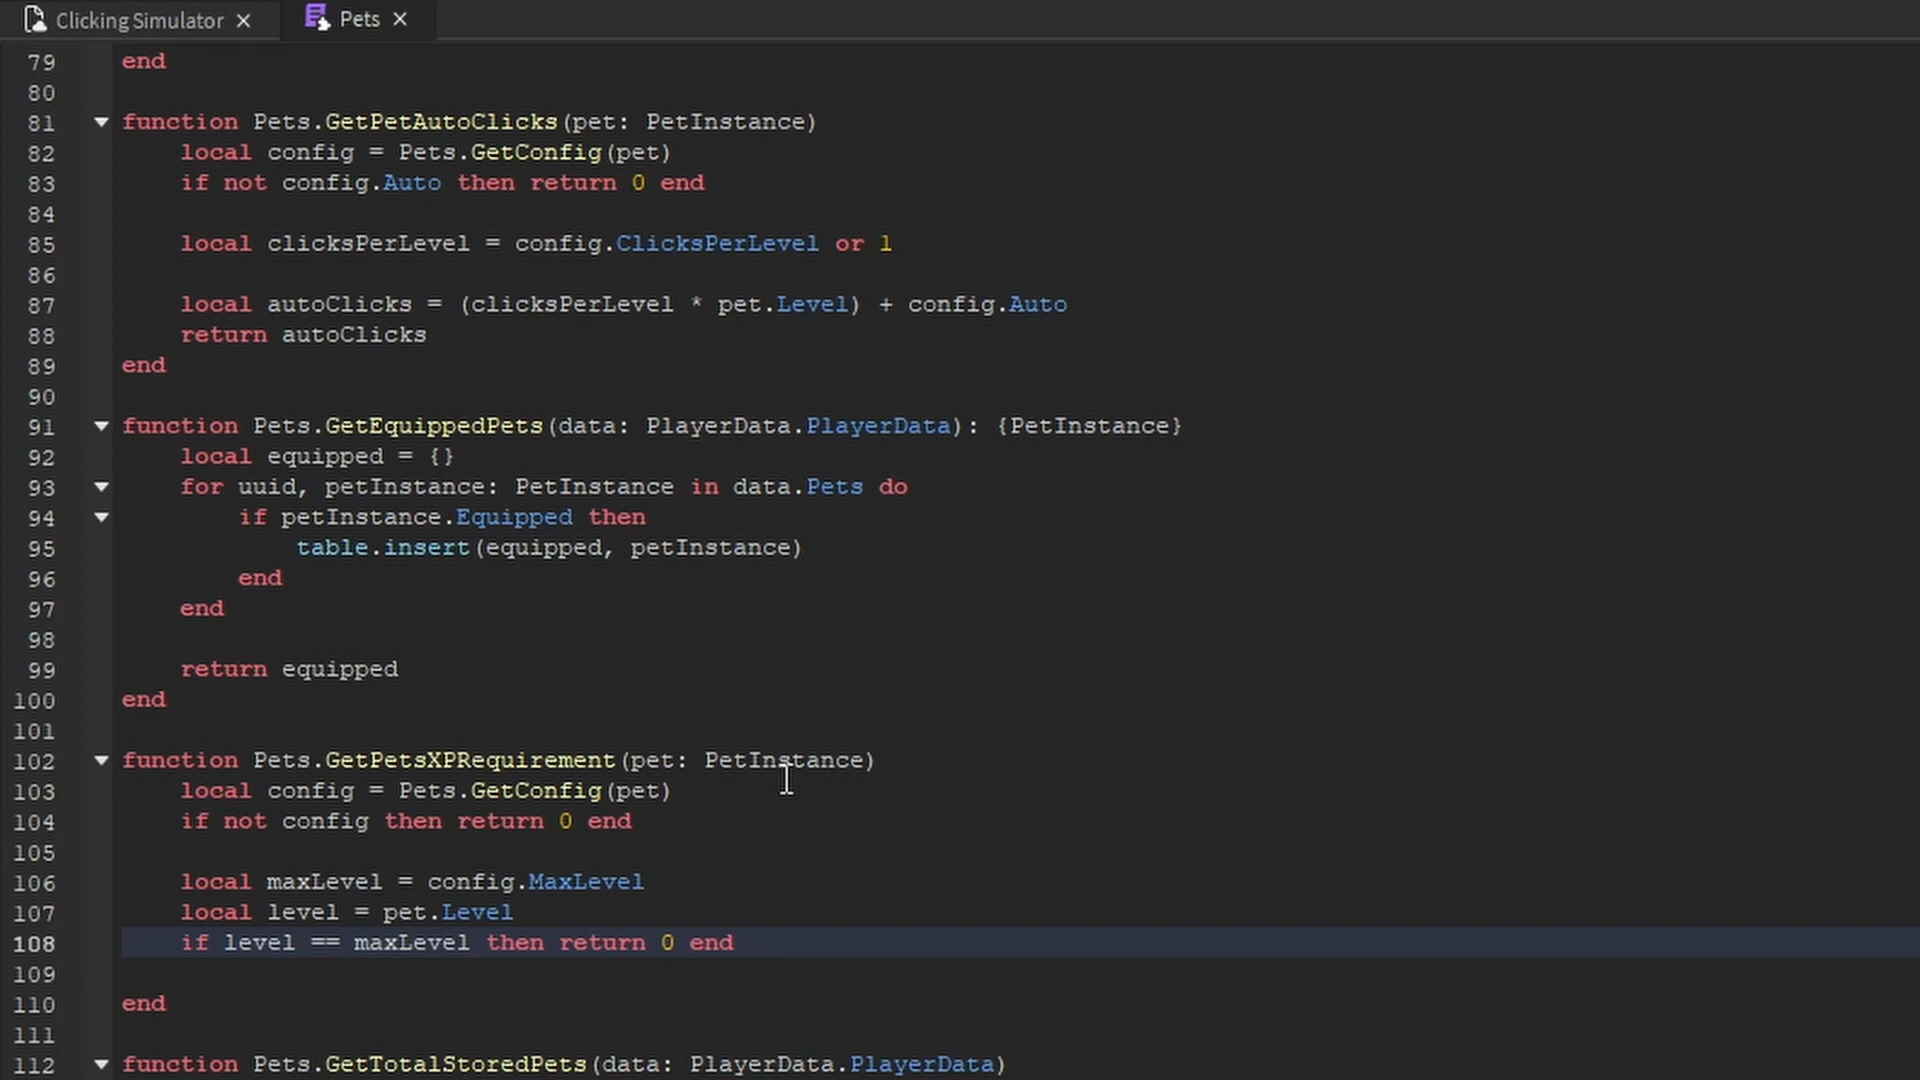 Clicking Simulator
Pets
79 end
80
81 function Pets.GetPetAutoClicks(pet: PetInstance)
82     local config = Pets.GetConfig(pet)
83     if not config.Auto then return 0 end
84
85     local clicksPerLevel = config.ClicksPerLevel or 1
86
87     local autoClicks = (clicksPerLevel * pet.Level) + config.Auto
88     return autoClicks
89 end
90
91 function Pets.GetEquippedPets(data: PlayerData.PlayerData): {PetInstance}
92     local equipped = {}
93     for uuid, petInstance: PetInstance in data.Pets do
94         if petInstance.Equipped then
95             table.insert(equipped, petInstance)
96         end
97     end
98
99     return equipped
100 end
101
102 function Pets.GetPetsXPRequirement(pet: PetInstance)
103     local config = Pets.GetConfig(pet)
104     if not config then return 0 end
105
106     local maxLevel = config.MaxLevel
107     local level = pet.Level
108     if level == maxLevel then return 0 end
109
110 end
111
112 function Pets.GetTotalStoredPets(data: PlayerData.PlayerData)